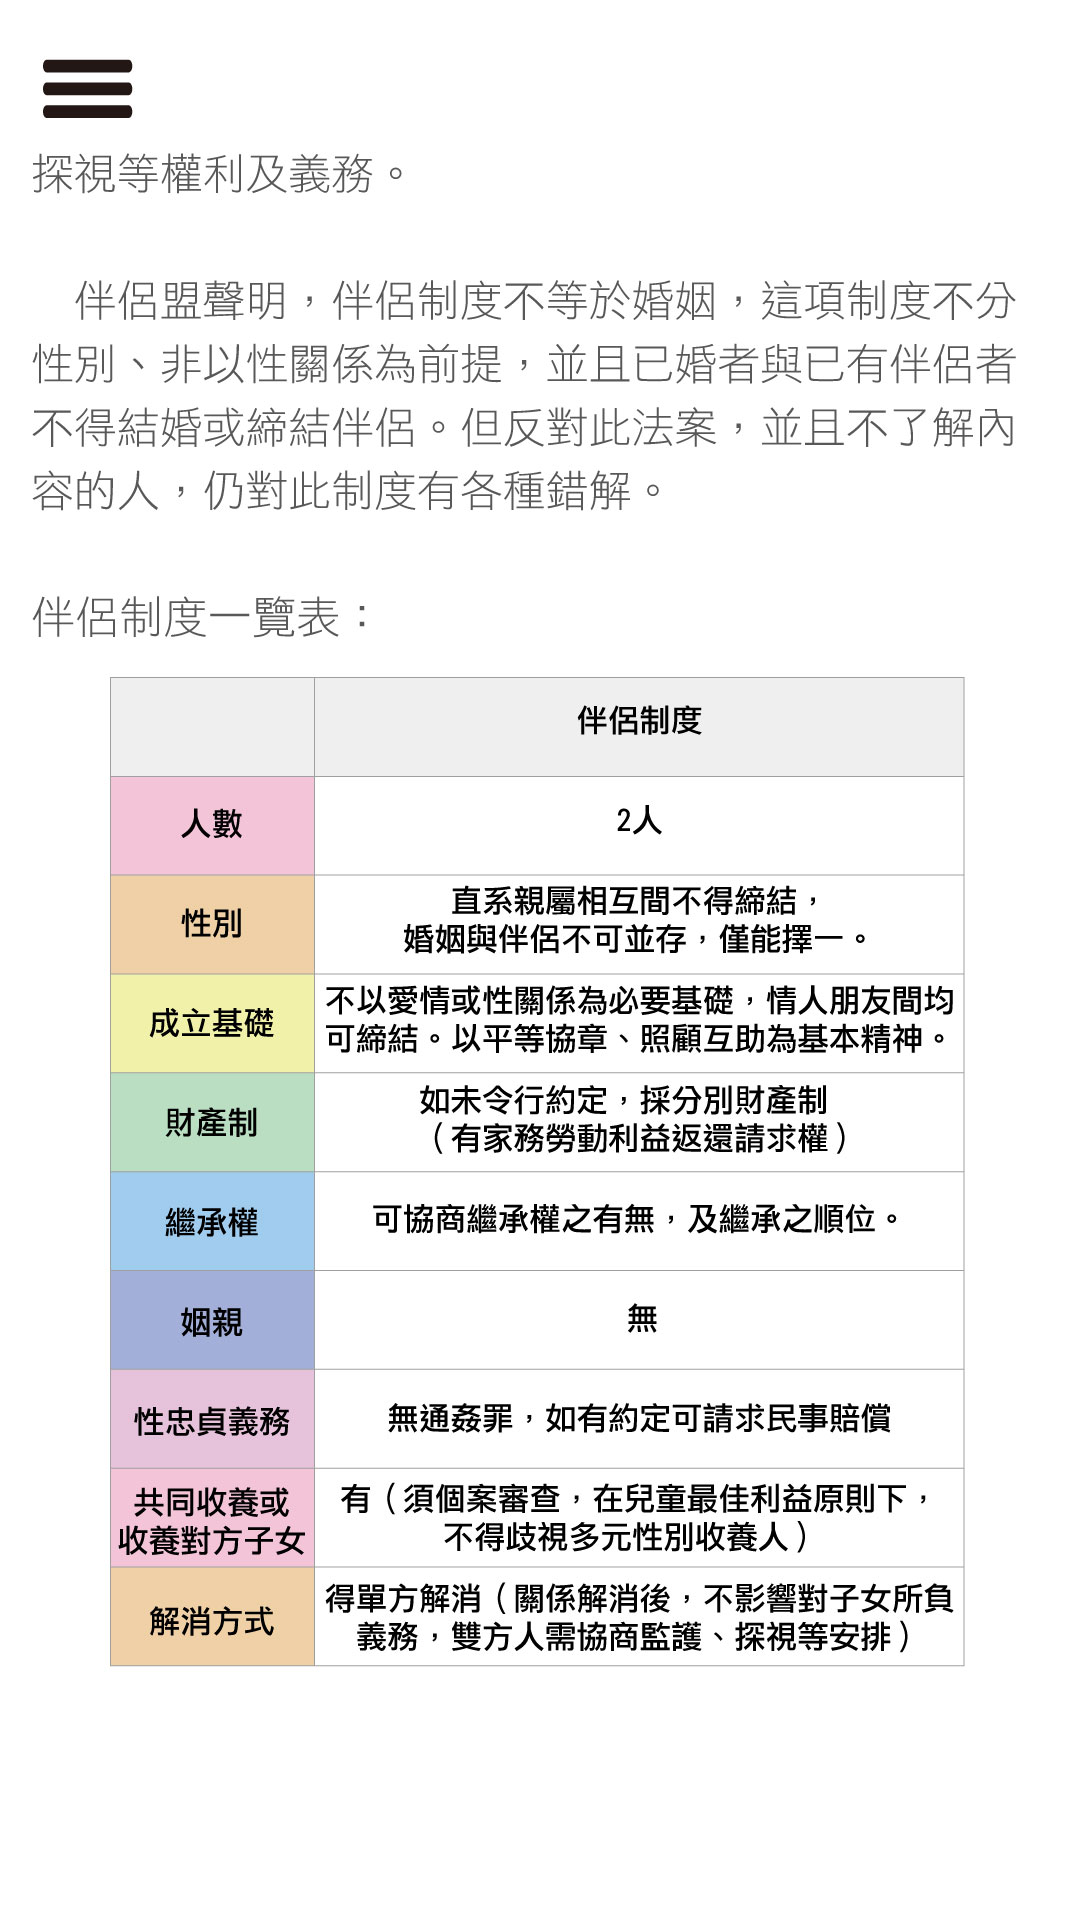 探視等權利及義務。
伴侶盟聲明，伴侶制度不等於婚姻，這項制度不分
性別、非以性關係為前提，並且已婚者與已有伴侶者
不得結婚或締結伴侶。但反對此法案，並且不了解內
容的人，仍對此制度有各種錯解。
伴侶制度一覽表：
伴侶制度
人數
2人
性別
直系親屬相互間不得締結，
婚姻與伴侶不可並存，僅能擇一。
成立基礎
不以愛情或性關係為必要基礎，情人朋友間均
可締結。以平等協章、照顧互助為基本精神。
財產制
如未令行約定，採分別財產制
（有家務勞動利益返還請求權）
繼承權
可協商繼承權之有無，及繼承之順位。
姻親
無
性忠貞義務
無通姦罪，如有約定可請求民事賠償
共同收養或
收養對方子女
有（須個案審查，在兒童最佳利益原則下，
不得歧視多元性別收養人）
解消方式
得單方解消（關係解消後，不影響對子女所負
義務，雙方人需協商監護、探視等安排）